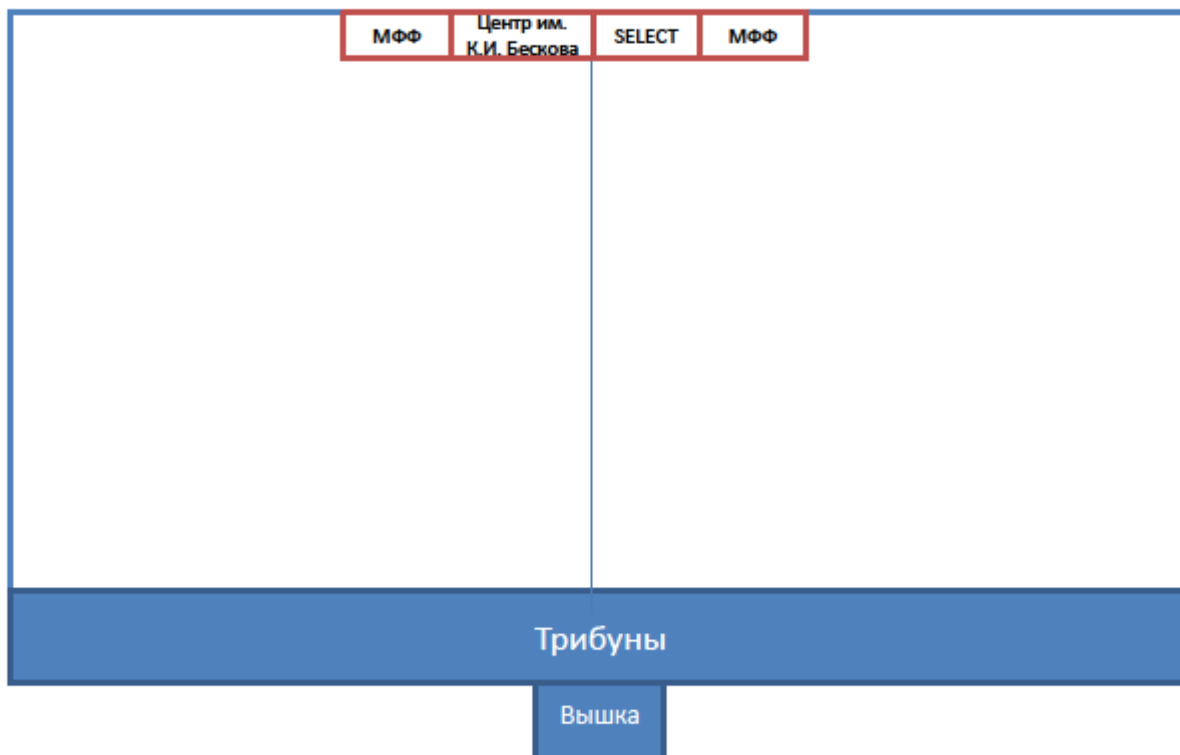 МФФ
Центр им.
К.И. Бескова
SELECT
МФФ
Трибуны
Вышка